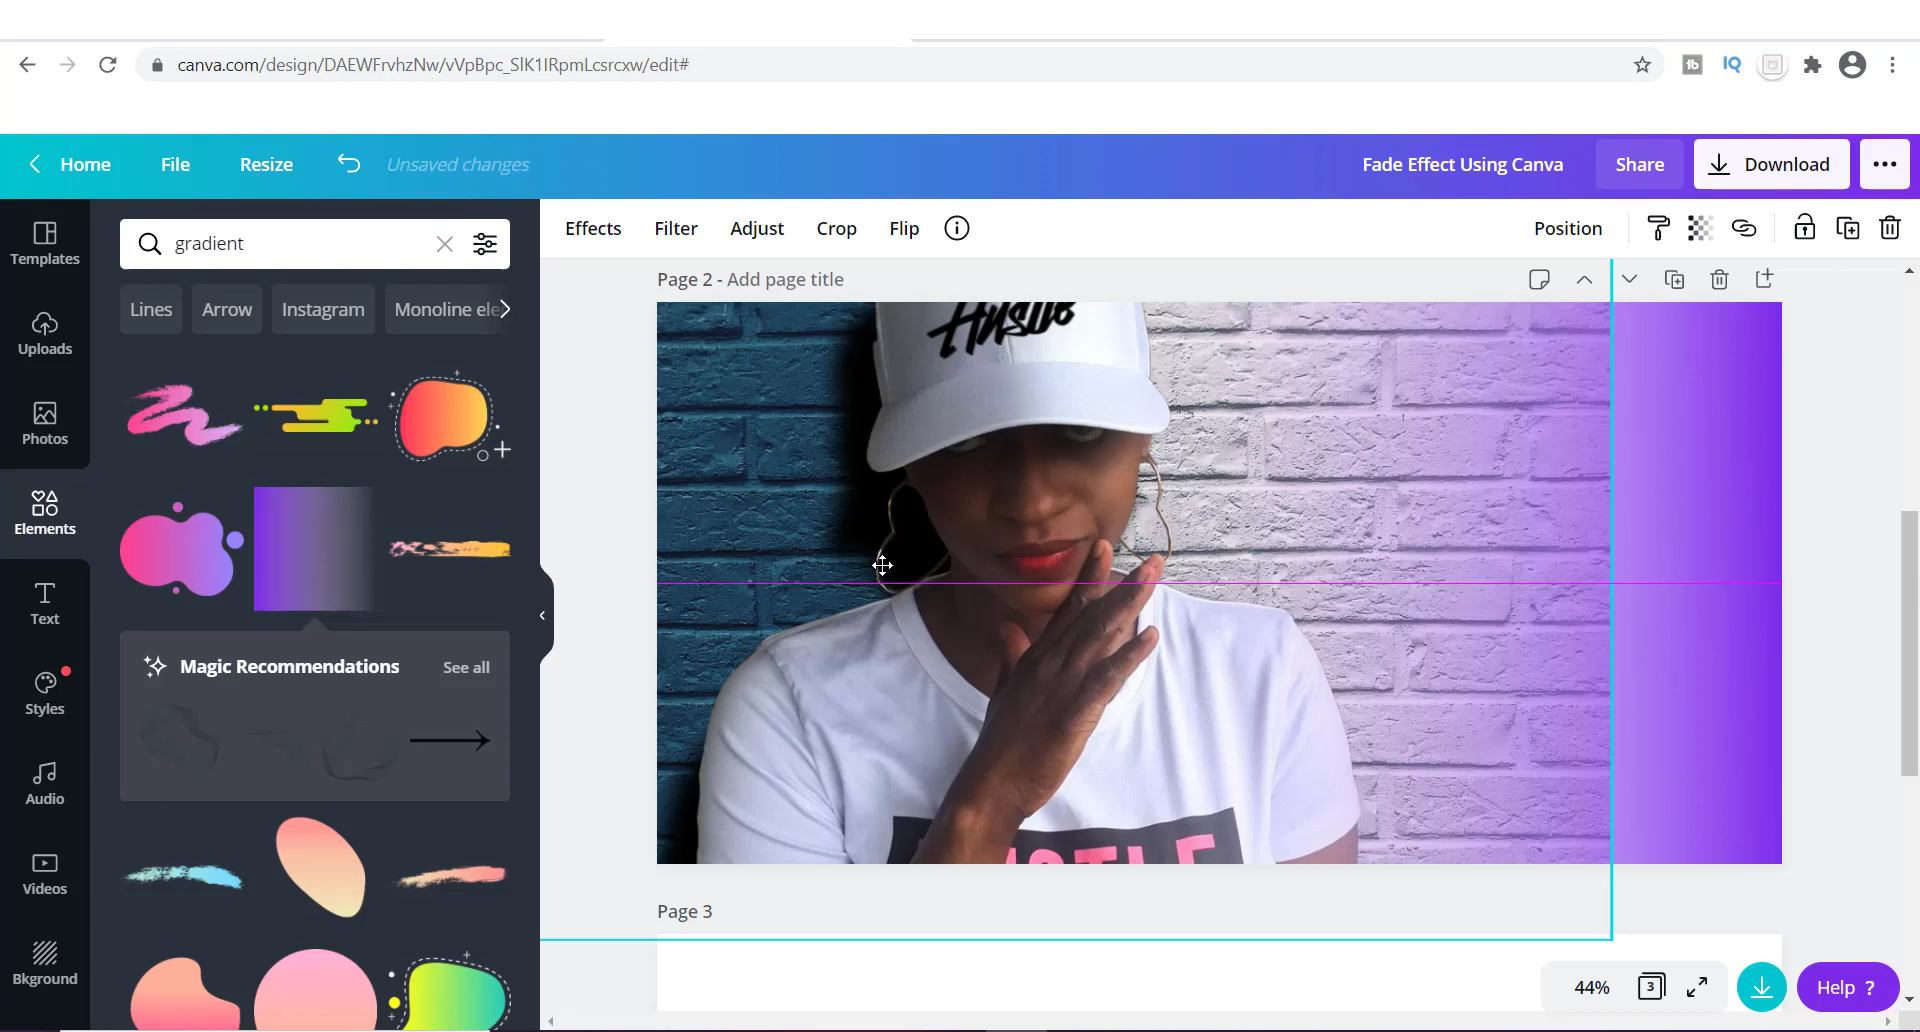 canva.com/design/DAEWFrvhzNw/vVpBpc_SlK1IRpmLcsrcxw/edit#
Home File Resize Unsaved changes Fade Effect Using Canva Share Download
Effects Filter Adjust Crop Flip Position
Templates
Uploads
Photos
Elements
Text
Styles
Audio
Videos
Bkground
gradient
Lines Arrow Instagram Monoline ele
Magic Recommendations See all
Page 2 - Add page title
Hustle
HUSTLE
Page 3
44% 3 Help ?